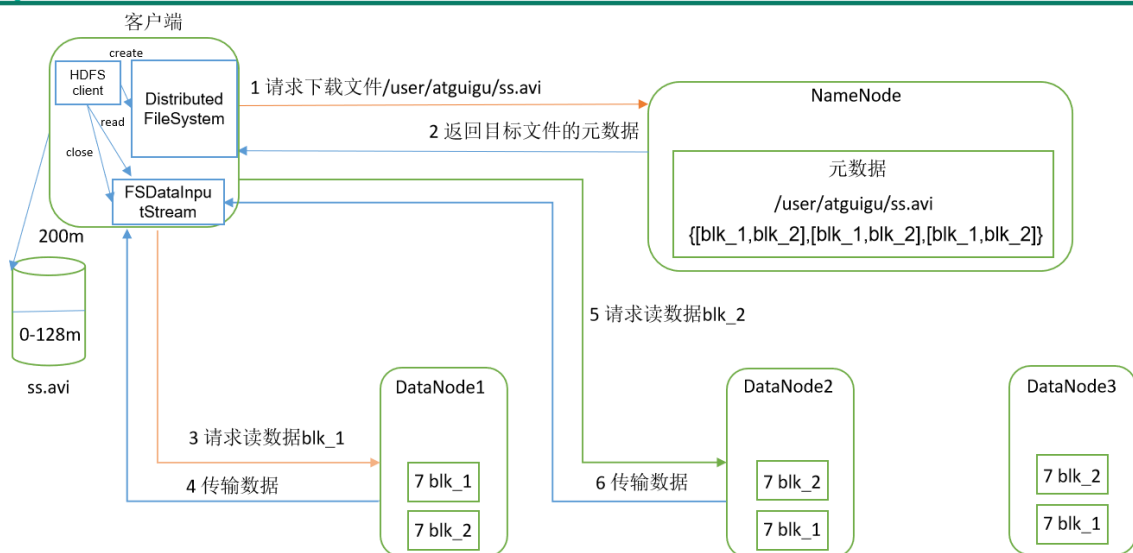 客户端
create
HDFS
client
Distributed
FileSystem
read
close
FSDataInpu
tStream
1 请求下载文件/user/atguigu/ss.avi
2 返回目标文件的元数据
NameNode
元数据
/user/atguigu/ss.avi
{[blk_1,blk_2],[blk_1,blk_2],[blk_1,blk_2]}
200m
0-128m
ss.avi
5 请求读数据blk_2
3 请求读数据blk_1
4 传输数据
6 传输数据
DataNode1
7 blk_1
7 blk_2
DataNode2
7 blk_2
7 blk_1
DataNode3
7 blk_2
7 blk_1